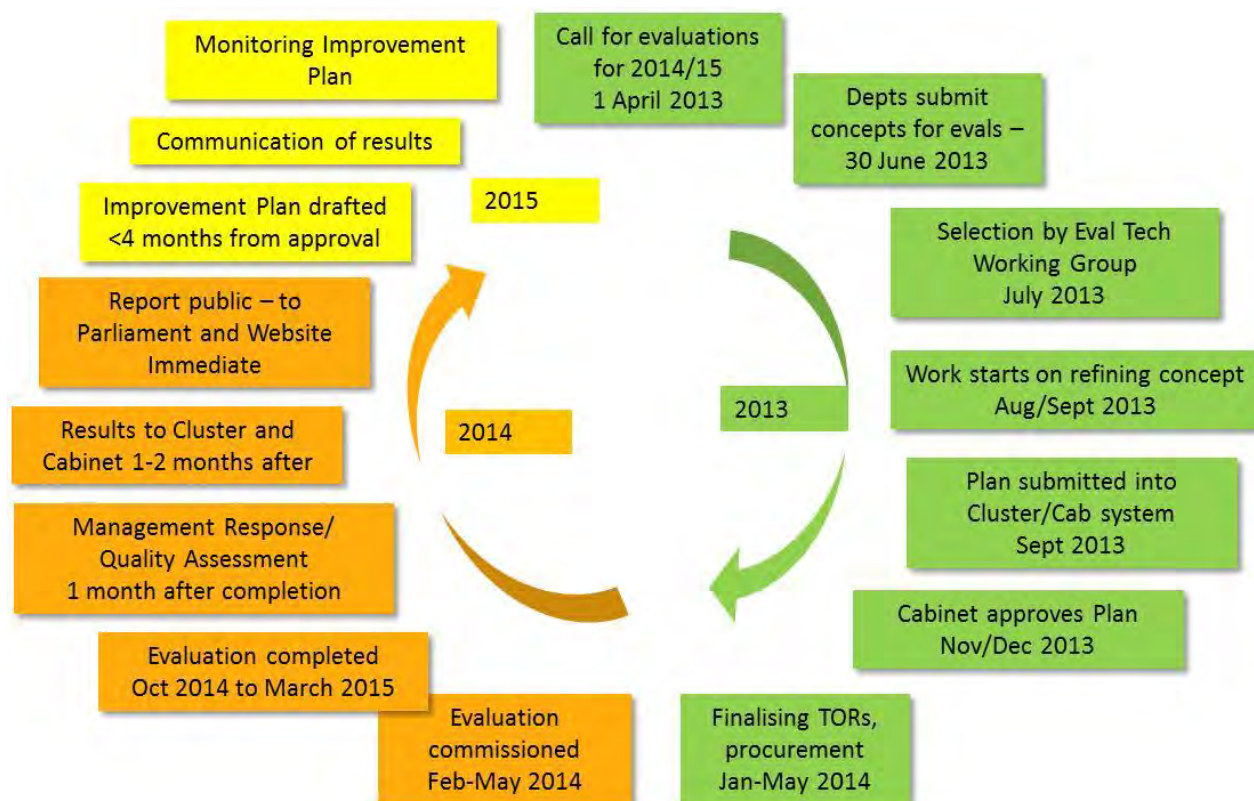 Call for evaluations
for 2014/15
1 April 2013
Depts submit
concepts for evals –
30 June 2013
Selection by Eval Tech
Working Group
July 2013
Work starts on refining concept
Aug/Sept 2013
Plan submitted into
Cluster/Cab system
Sept 2013
Cabinet approves Plan
Nov/Dec 2013
Finalising TORs,
procurement
Jan-May 2014
Evaluation
commissioned
Feb-May 2014
Evaluation completed
Oct 2014 to March 2015
Management Response/
Quality Assessment
1 month after completion
Results to Cluster and
Cabinet 1-2 months after
Report public – to
Parliament and Website
Immediate
Improvement Plan drafted
<4 months from approval
Communication of results
Monitoring Improvement
Plan
2015
2013
2014